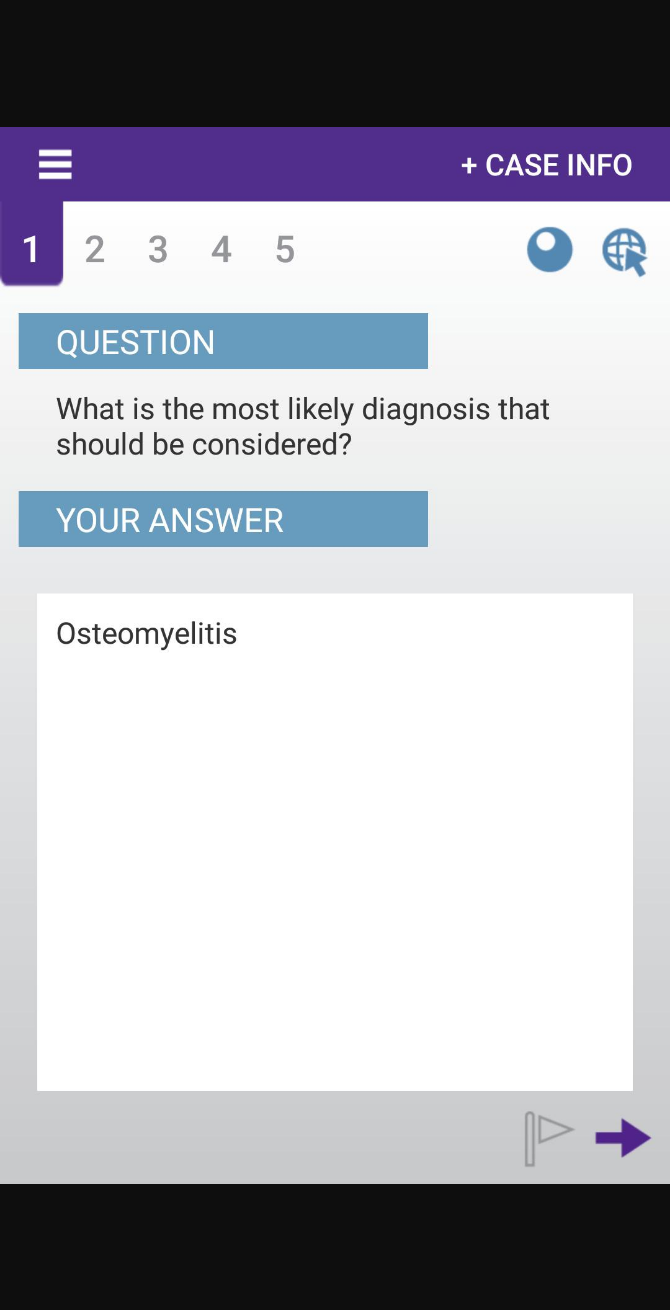 + CASE INFO
1 2 3 4 5
QUESTION
What is the most likely diagnosis that
should be considered?
YOUR ANSWER
Osteomyelitis